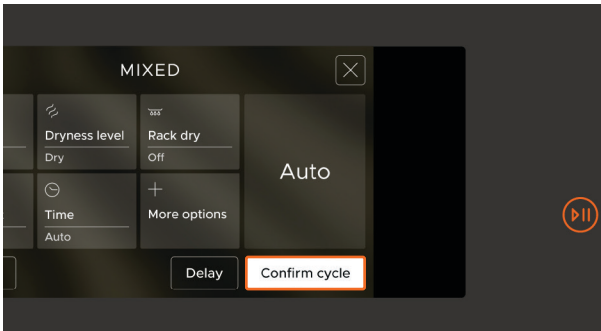 MIXED
Dryness level
Dry
Rack dry
Off
Auto
Time
Auto
More options
Delay
Confirm cycle